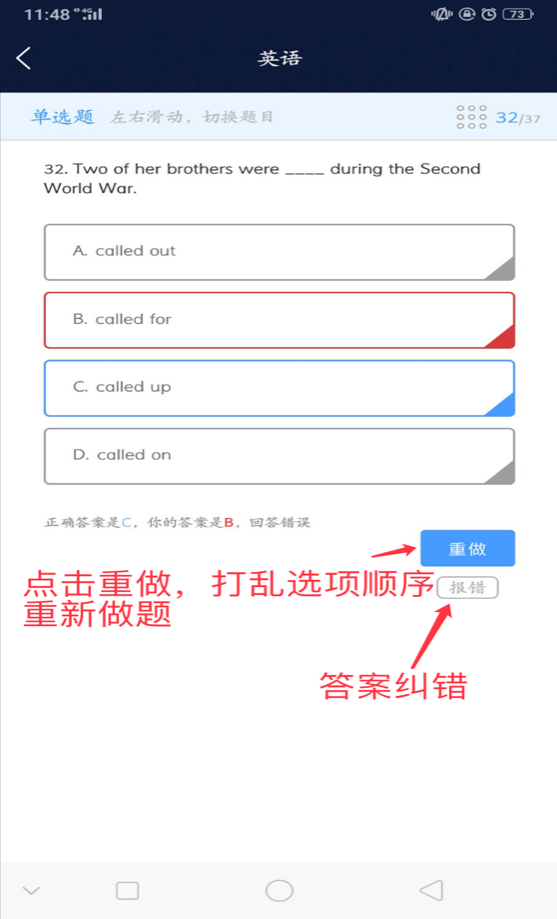 11:48 4G 73
英语
单选题 左右滑动，切换题目 32/37
32. Two of her brothers were ____ during the Second
World War.
A. called out
B. called for
C. called up
D. called on
正确答案是C，你的答案是B，回答错误
重做
点击重做，打乱选项顺序
重新做题
报错
答案纠错